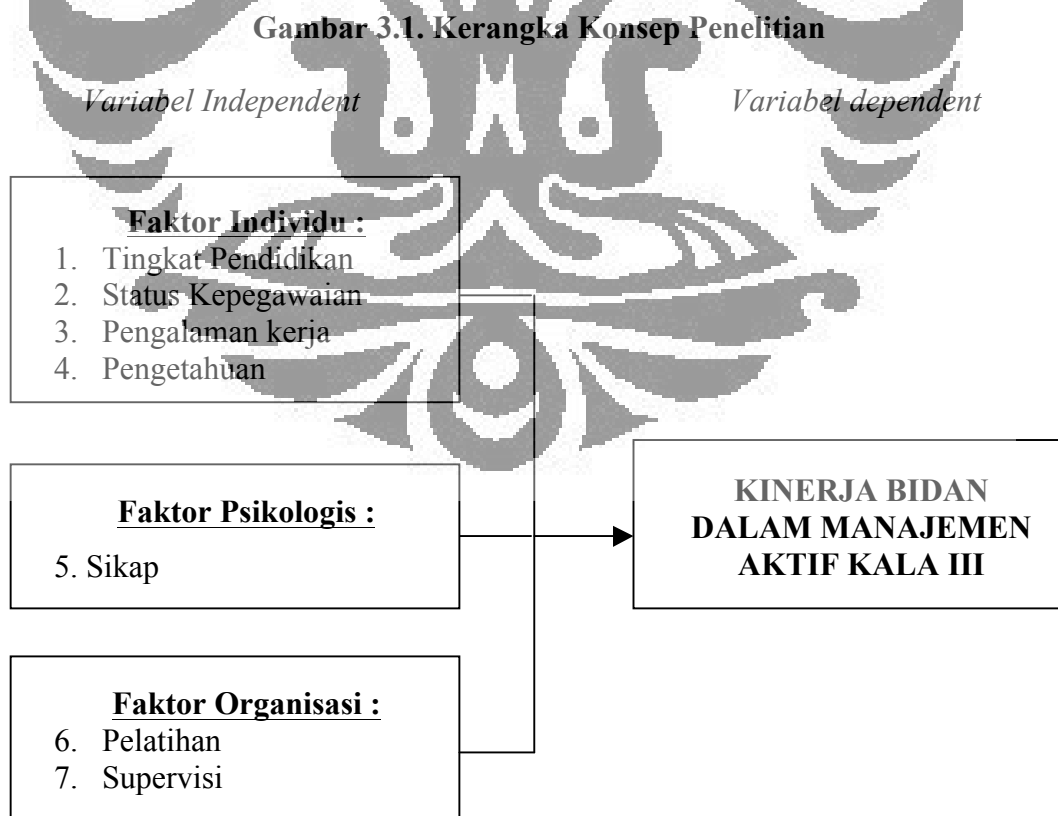 Gambar 3.1. Kerangka Konsep Penelitian
Variabel Independent
Variabel dependent
Faktor Individu :
1. Tingkat Pendidikan
2. Status Kepegawaian
3. Pengalaman kerja
4. Pengetahuan
Faktor Psikologis :
5. Sikap
Faktor Organisasi :
6. Pelatihan
7. Supervisi
KINERJA BIDAN
DALAM MANAJEMEN
AKTIF KALA III